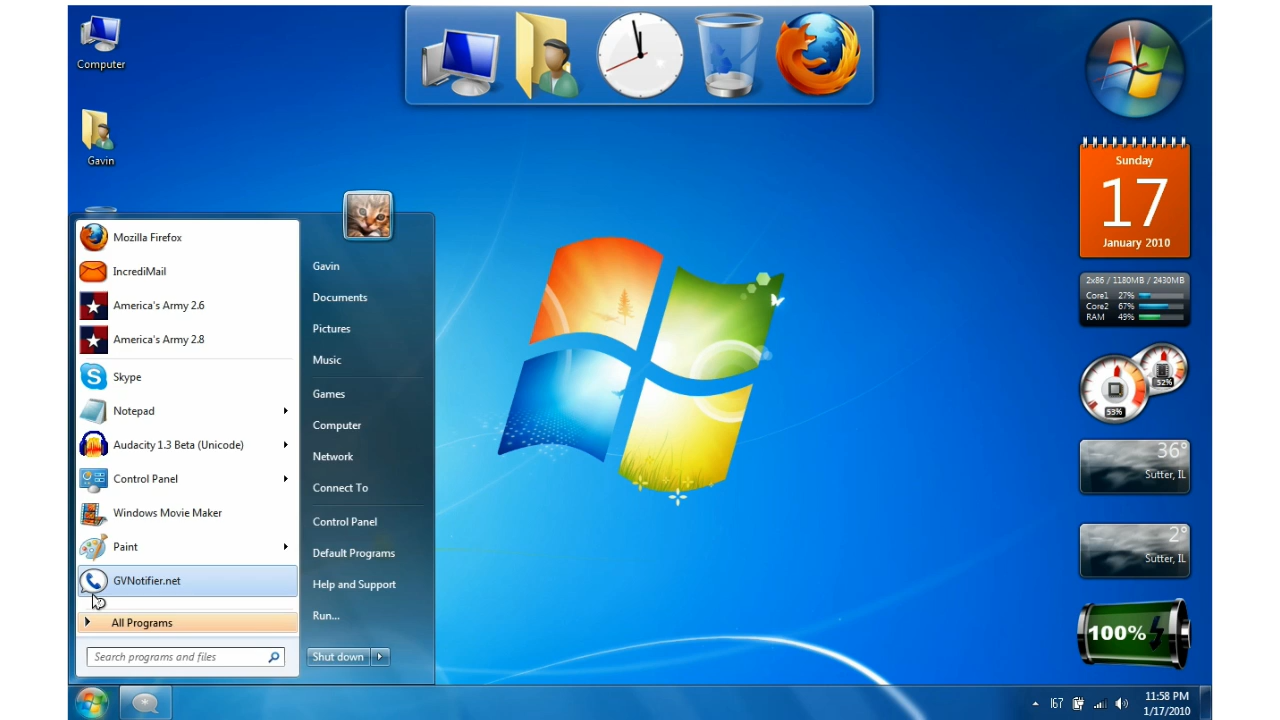 Computer
Gavin
Mozilla Firefox
IncrediMail
America's Army 2.6
America's Army 2.8
Skype
Notepad
Audacity 1.3 Beta (Unicode)
Control Panel
Windows Movie Maker
Paint
GVNotifier.net
All Programs
Search programs and files
Gavin
Documents
Pictures
Music
Games
Computer
Network
Connect To
Control Panel
Default Programs
Help and Support
Run...
Shut down
Sunday
17
January 2010
2x86 / 1180MB / 2430MB
Core1 27%
Core2 67%
RAM 49%
52%
53%
36°
Sutter, IL
2°
Sutter, IL
100%
167
11:58 PM
1/17/2010